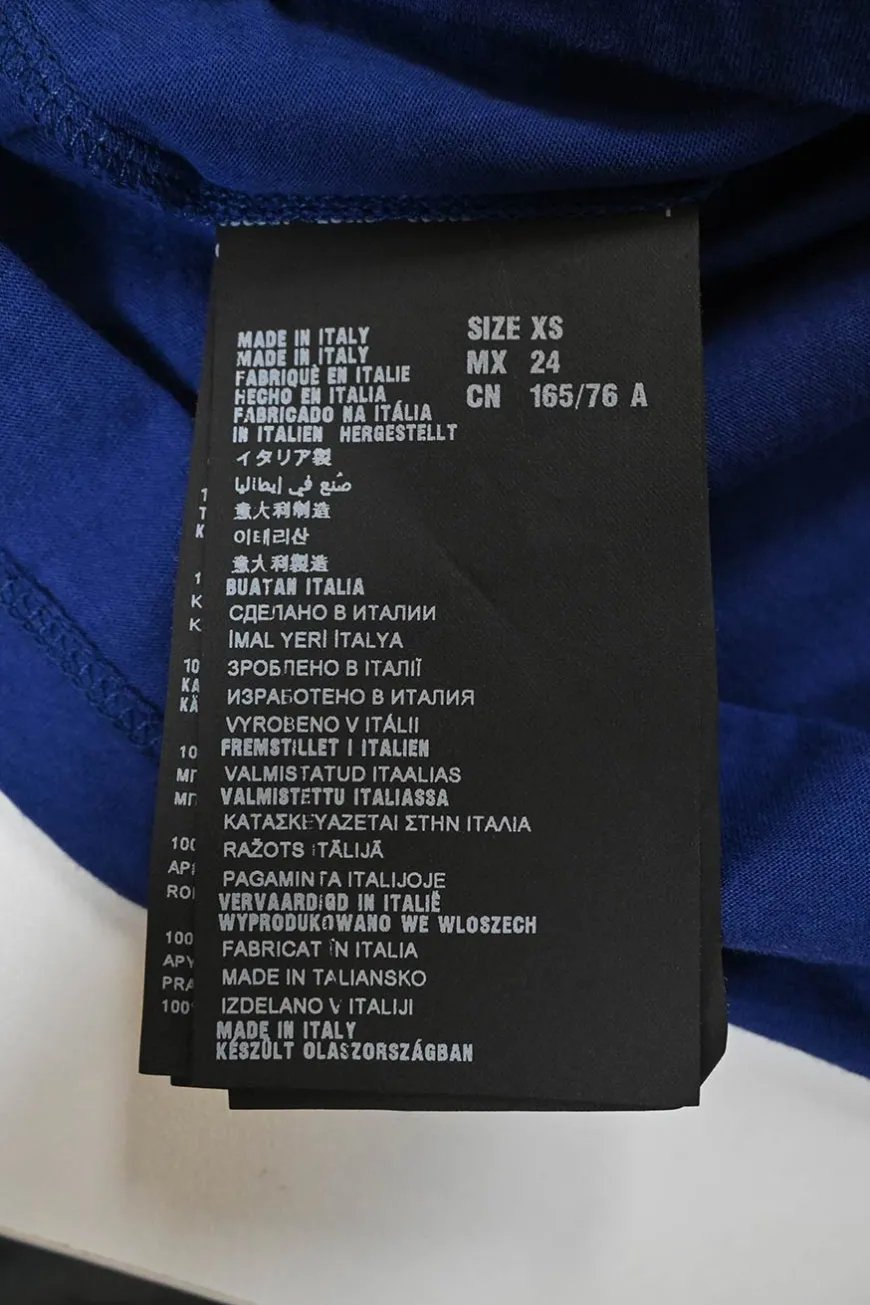 MADE IN ITALY
MADE IN ITALY
FABRIQUÈ EN ITALIE
HECHO EN ITALIA
FABRICADO NA ITÁLIA
IN ITALIEN HERGESTELLT
イタリア製
صُنع في إيطاليا
意大利制造
이태리산
意大利製造
BUATAN ITALIA
СДЕЛАНО В ИТАЛИИ
İMAL YERİ İTALYA
ЗРОБЛЕНО В ІТАЛІЇ
ИЗРАБОТЕНО В ИТАЛИЯ
VYROBENO V ITÁLII
FREMSTILLET I ITALIEN
VALMISTATUD ITAALIAS
VALMISTETTU ITALIASSA
ΚΑΤΑΣΚΕΥΑΖΕΤΑΙ ΣΤΗΝ ΙΤΑΛΙΑ
RAŽOTS ITĀLIJĀ
PAGAMINTA ITALIJOJE
VERVAARDIGD IN ITALIË
WYPRODUKOWANO WE WLOSZECH
FABRICAT ÎN ITALIA
MADE IN TALIANSKO
IZDELANO V ITALIJI
MADE IN ITALY
KÉSZÜLT OLASZORSZÁGBAN
SIZE XS
MX 24
CN 165/76 A